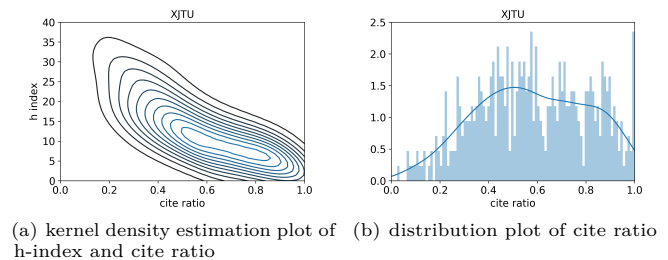 XJTU
40
35
30
25
20
15
10
5
0
h index
0.0 0.2 0.4 0.6 0.8 1.0
cite ratio
(a) kernel density estimation plot of
h-index and cite ratio
XJTU
2.5
2.0
1.5
1.0
0.5
0.0
0.0 0.2 0.4 0.6 0.8 1.0
cite ratio
(b) distribution plot of cite ratio